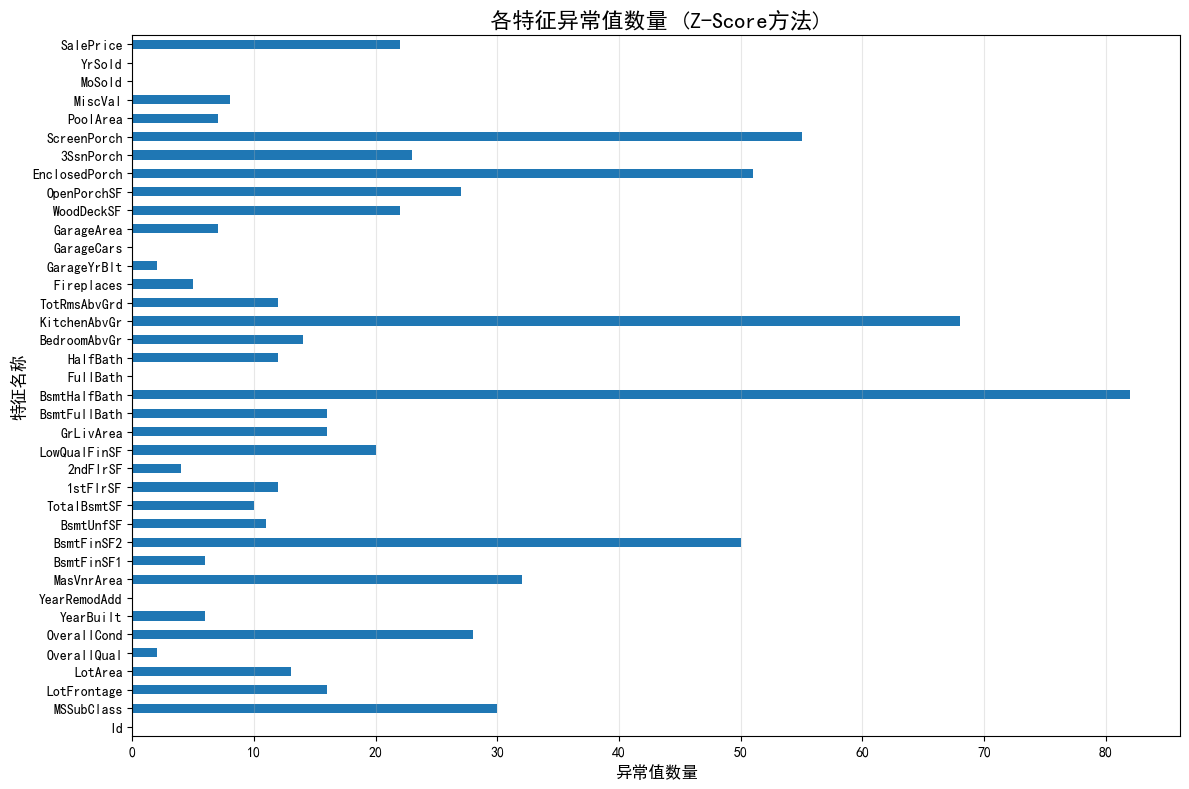 各特征异常值数量 (Z-Score方法)
SalePrice
YrSold
MoSold
MiscVal
PoolArea
ScreenPorch
3SsnPorch
EnclosedPorch
OpenPorchSF
WoodDeckSF
GarageArea
GarageCars
GarageYrBlt
Fireplaces
TotRmsAbvGrd
KitchenAbvGr
BedroomAbvGr
HalfBath
FullBath
BsmtHalfBath
BsmtFullBath
GrLivArea
LowQualFinSF
2ndFlrSF
1stFlrSF
TotalBsmtSF
BsmtUnfSF
BsmtFinSF2
BsmtFinSF1
MasVnrArea
YearRemodAdd
YearBuilt
OverallCond
OverallQual
LotArea
LotFrontage
MSSubClass
Id
特征名称
0 10 20 30 40 50 60 70 80
异常值数量